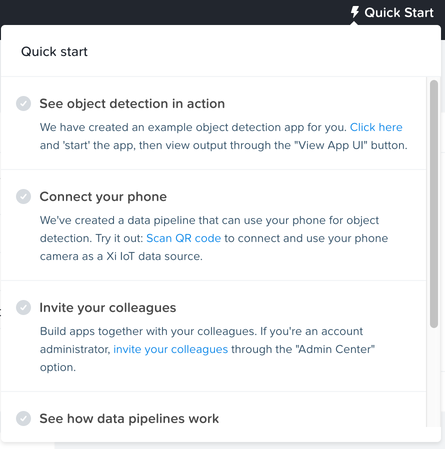 Quick Start
Quick start
See object detection in action
We have created an example object detection app for you. Click here
and 'start' the app, then view output through the "View App UI" button.
Connect your phone
We've created a data pipeline that can use your phone for object
detection. Try it out: Scan QR code to connect and use your phone
camera as a Xi IoT data source.
Invite your colleagues
Build apps together with your colleagues. If you're an account
administrator, invite your colleagues through the "Admin Center"
option.
See how data pipelines work